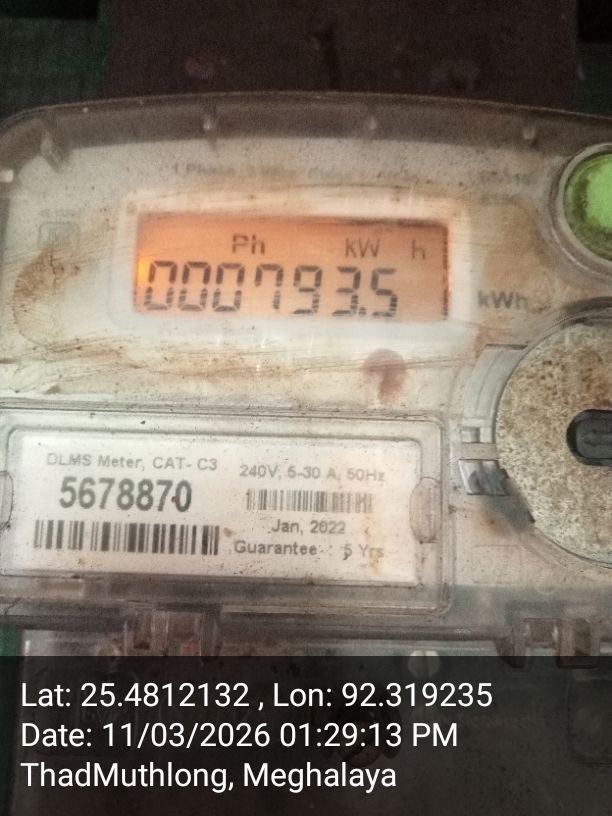 Ph kW h
000793.5
kWh
DLMS Meter, CAT- C3
5678870
240V, 5-30 A, 50Hz
Jan, 2022
Guarantee : 5 Yrs
Lat: 25.4812132 , Lon: 92.319235
Date: 11/03/2026 01:29:13 PM
ThadMuthlong, Meghalaya